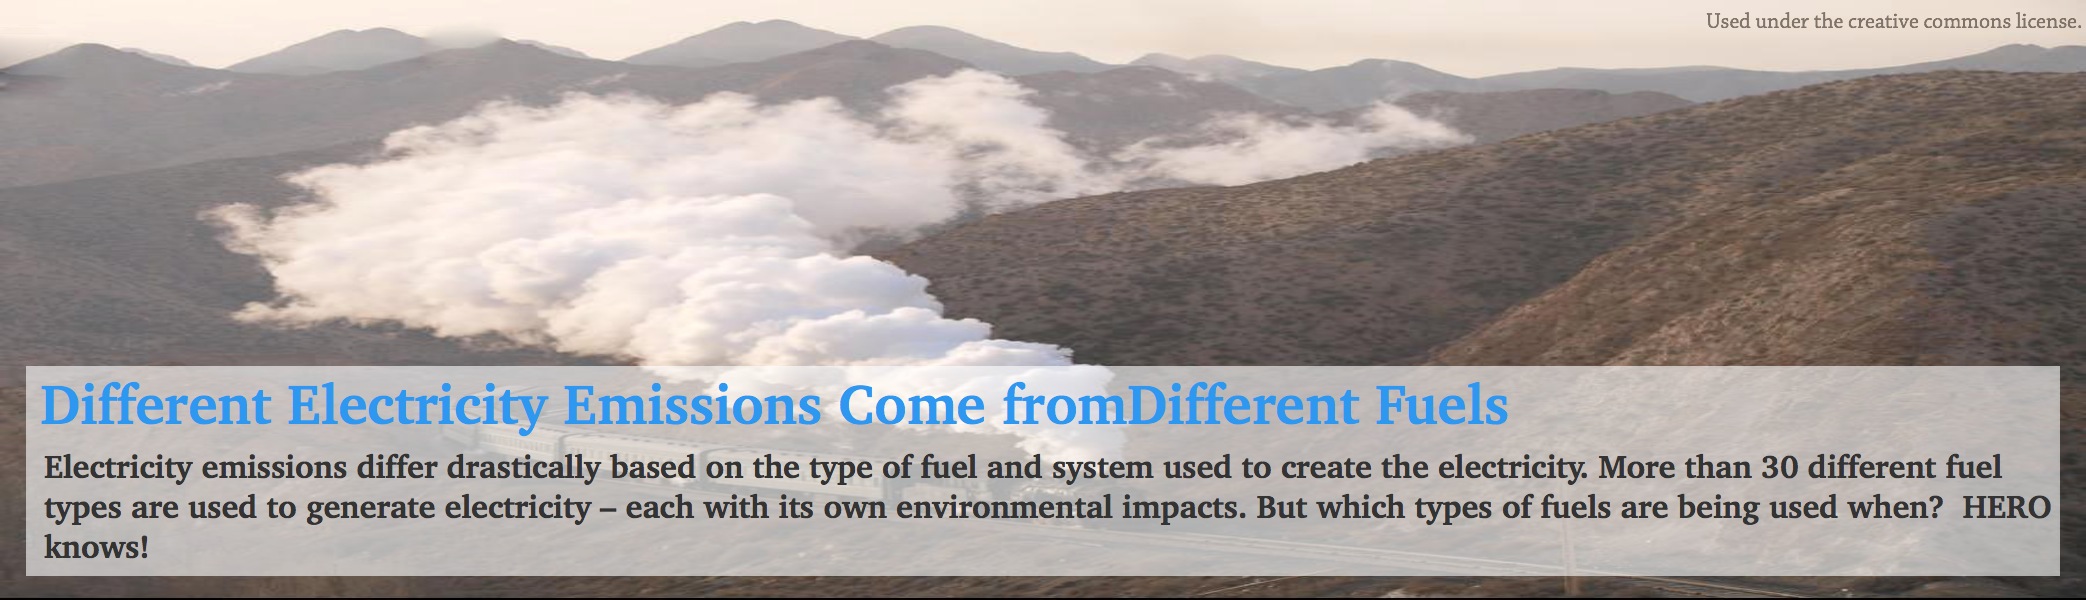 Used under the creative commons license.
Different Electricity Emissions Come fromDifferent Fuels
Electricity emissions differ drastically based on the type of fuel and system used to create the electricity. More than 30 different fuel
types are used to generate electricity – each with its own environmental impacts. But which types of fuels are being used when?  HERO
knows!